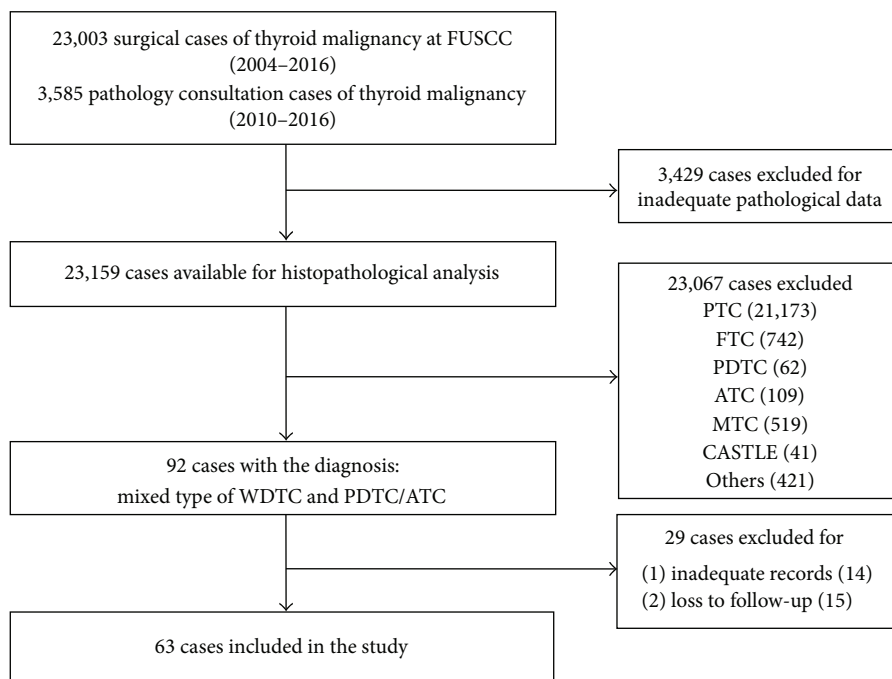 23,003 surgical cases of thyroid malignancy at FUSCC
(2004–2016)
3,585 pathology consultation cases of thyroid malignancy
(2010–2016)
3,429 cases excluded for
inadequate pathological data
23,159 cases available for histopathological analysis
23,067 cases excluded
PTC (21,173)
FTC (742)
PDTC (62)
ATC (109)
MTC (519)
CASTLE (41)
Others (421)
92 cases with the diagnosis:
mixed type of WDTC and PDTC/ATC
29 cases excluded for
(1) inadequate records (14)
(2) loss to follow-up (15)
63 cases included in the study